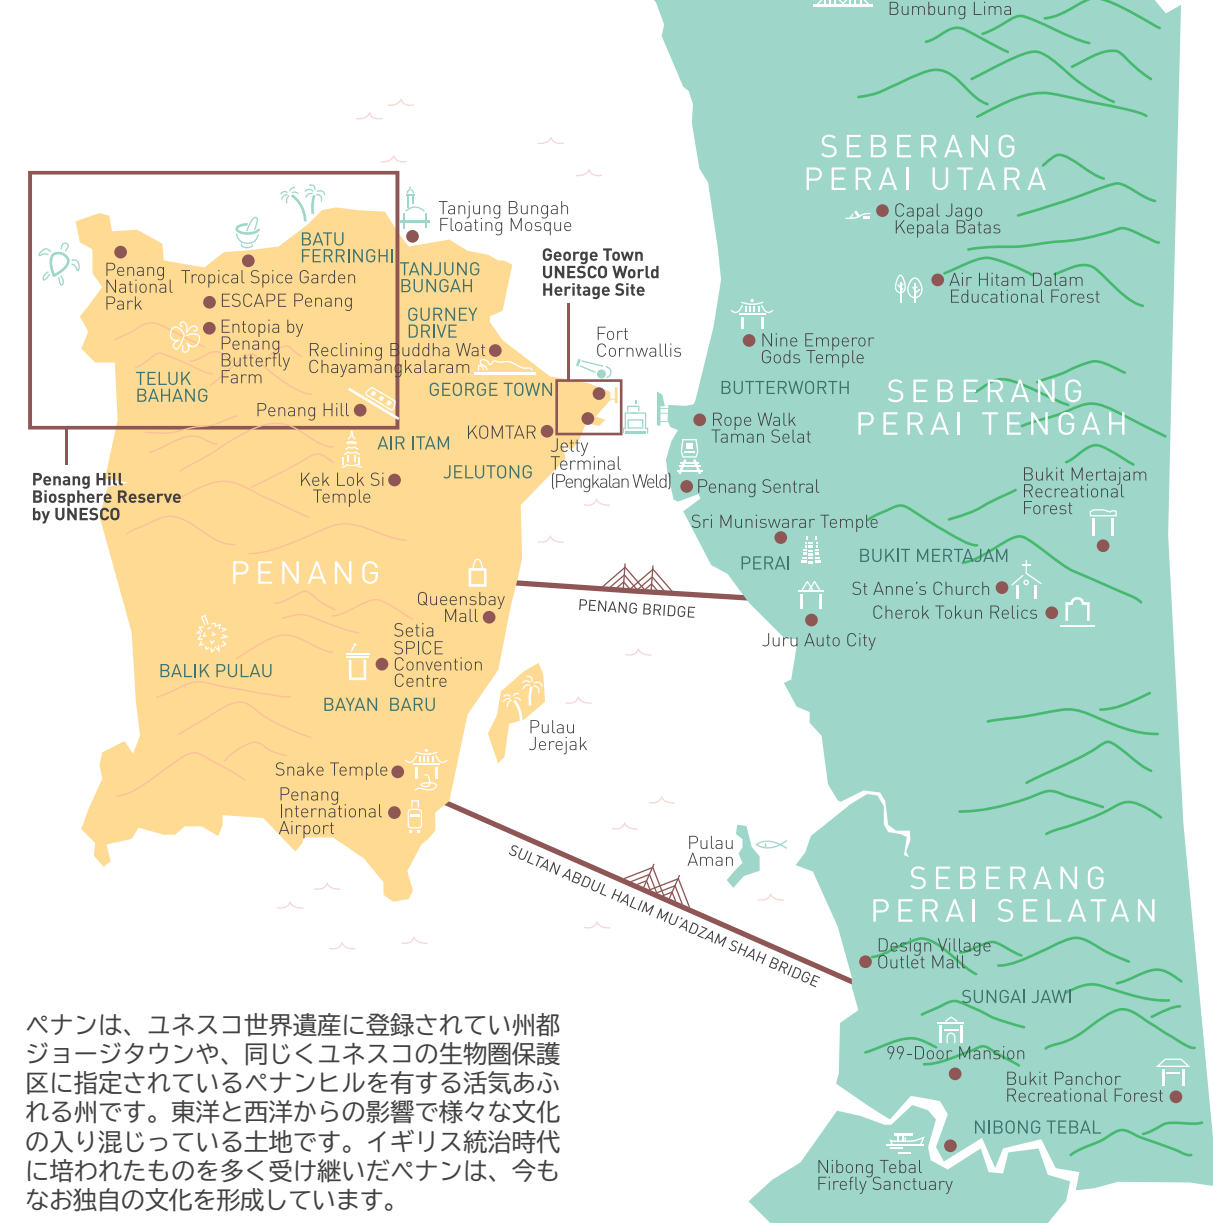 Bumbung Lima
SEBERANG
PERAI UTARA
Capal Jago
Kepala Batas
Air Hitam Dalam
Educational Forest
Tanjung Bungah
Floating Mosque
BATU
FERRINGHI
Penang
National
Park
Tropical Spice Garden
ESCAPE Penang
Entopia by
Penang
Butterfly
Farm
TANJUNG
BUNGAH
GURNEY
DRIVE
George Town
UNESCO World
Heritage Site
Fort
Cornwallis
Reclining Buddha Wat
Chayamangkalaram
TELUK
BAHANG
GEORGE TOWN
Penang Hill
KOMTAR
AIR ITAM
Jetty
Terminal
(Pengkalan Weld)
JELUTONG
Kek Lok Si
Temple
Penang Hill
Biosphere Reserve
by UNESCO
Nine Emperor
Gods Temple
BUTTERWORTH
SEBERANG
PERAI TENGAH
Rope Walk
Taman Selat
Penang Sentral
Bukit Mertajam
Recreational
Forest
Sri Muniswarar Temple
PERAI
BUKIT MERTAJAM
St Anne's Church
Cherok Tokun Relics
Juru Auto City
PENANG
PENANG BRIDGE
Queensbay
Mall
Setia
SPICE
Convention
Centre
BALIK PULAU
BAYAN BARU
Pulau
Jerejak
Snake Temple
Penang
International
Airport
SULTAN ABDUL HALIM MU'ADZAM SHAH BRIDGE
Pulau
Aman
SEBERANG
PERAI SELATAN
Design Village
Outlet Mall
SUNGAI JAWI
99-Door Mansion
Bukit Panchor
Recreational Forest
NIBONG TEBAL
Nibong Tebal
Firefly Sanctuary
ペナンは、ユネスコ世界遺産に登録されてい州都
ジョージタウンや、同じくユネスコの生物圏保護
区に指定されているペナンヒルを有する活気あふ
れる州です。東洋と西洋からの影響で様々な文化
の入り混じっている土地です。イギリス統治時代
に培われたものを多く受け継いだペナンは、今も
なお独自の文化を形成しています。